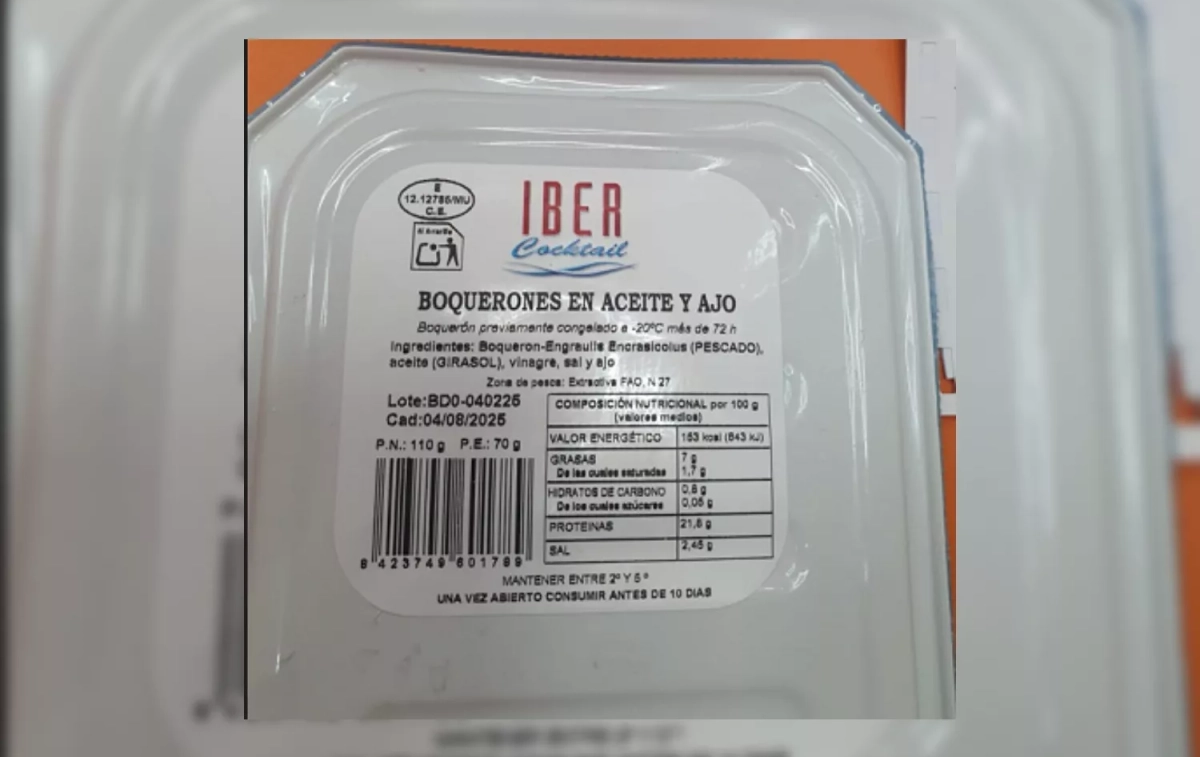 E
12.12786/MU
C.E.
Al Amarillo
IBER
Cocktail
BOQUERONES EN ACEITE Y AJO
Boquerón previamente congelado a -20ºC más de 72 h
Ingredientes: Boqueron-Engraulis Encrasicolus (PESCADO),
aceite (GIRASOL), vinagre, sal y ajo
Zona de pesca: Extractiva FAO, N 27
Lote:BD0-040225
Cad:04/08/2025
P.N.: 110 g P.E.: 70 g
COMPOSICIÓN NUTRICIONAL por 100 g
(valores medios)
VALOR ENERGÉTICO 153 kcal (643 kJ)
GRASAS 7 g
De las cuales saturadas 1,7 g
HIDRATOS DE CARBONO 0,8 g
De los cuales azúcares 0,05 g
PROTEINAS 21,8 g
SAL 2,45 g
8 423749 601789
MANTENER ENTRE 2º Y 5º
UNA VEZ ABIERTO CONSUMIR ANTES DE 10 DIAS